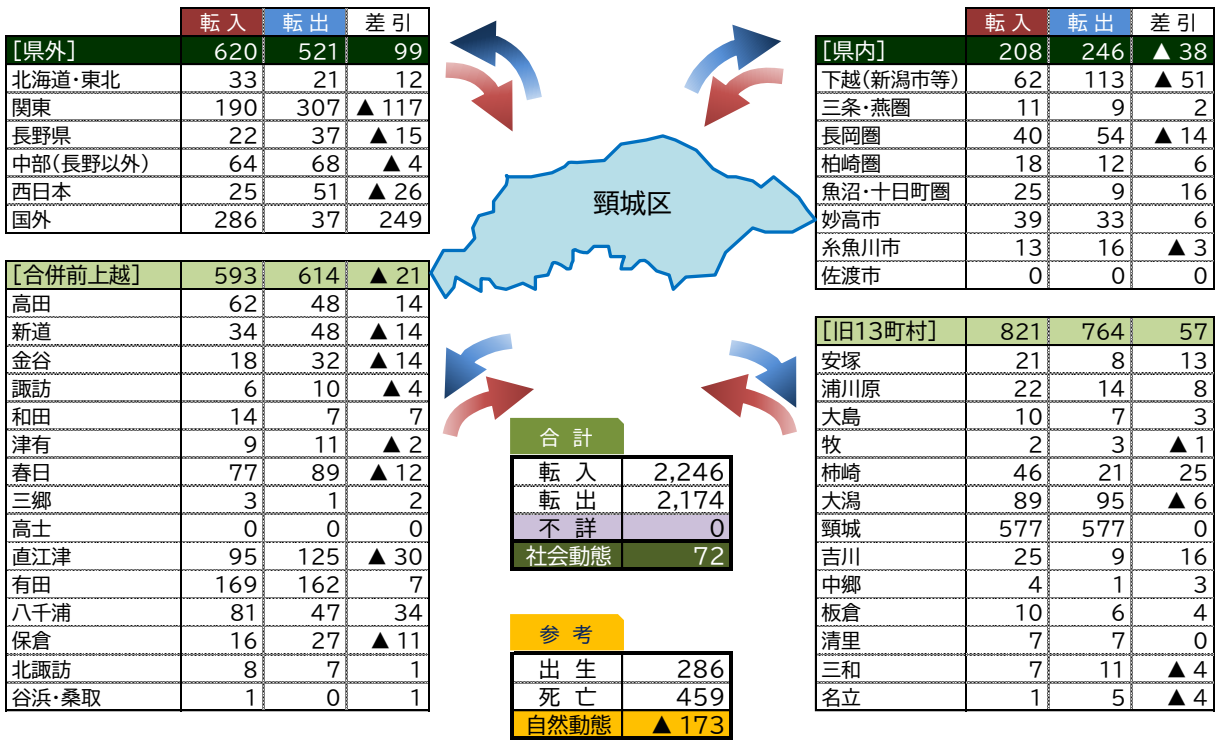 転 入 転 出 差 引
[県外] 620 521 99
北海道・東北 33 21 12
関東 190 307 ▲ 117
長野県 22 37 ▲ 15
中部(長野以外) 64 68 ▲ 4
西日本 25 51 ▲ 26
国外 286 37 249
[合併前上越] 593 614 ▲ 21
高田 62 48 14
新道 34 48 ▲ 14
金谷 18 32 ▲ 14
諏訪 6 10 ▲ 4
和田 14 7 7
津有 9 11 ▲ 2
春日 77 89 ▲ 12
三郷 3 1 2
高士 0 0 0
直江津 95 125 ▲ 30
有田 169 162 7
八千浦 81 47 34
保倉 16 27 ▲ 11
北諏訪 8 7 1
谷浜・桑取 1 0 1
頸城区
合 計
転 入 2,246
転 出 2,174
不 詳 0
社会動態 72
参 考
出 生 286
死 亡 459
自然動態 ▲ 173
転 入 転 出 差 引
[県内] 208 246 ▲ 38
下越(新潟市等) 62 113 ▲ 51
三条・燕圏 11 9 2
長岡圏 40 54 ▲ 14
柏崎圏 18 12 6
魚沼・十日町圏 25 9 16
妙高市 39 33 6
糸魚川市 13 16 ▲ 3
佐渡市 0 0 0
[旧13町村] 821 764 57
安塚 21 8 13
浦川原 22 14 8
大島 10 7 3
牧 2 3 ▲ 1
柿崎 46 21 25
大潟 89 95 ▲ 6
頸城 577 577 0
吉川 25 9 16
中郷 4 1 3
板倉 10 6 4
清里 7 7 0
三和 7 11 ▲ 4
名立 1 5 ▲ 4